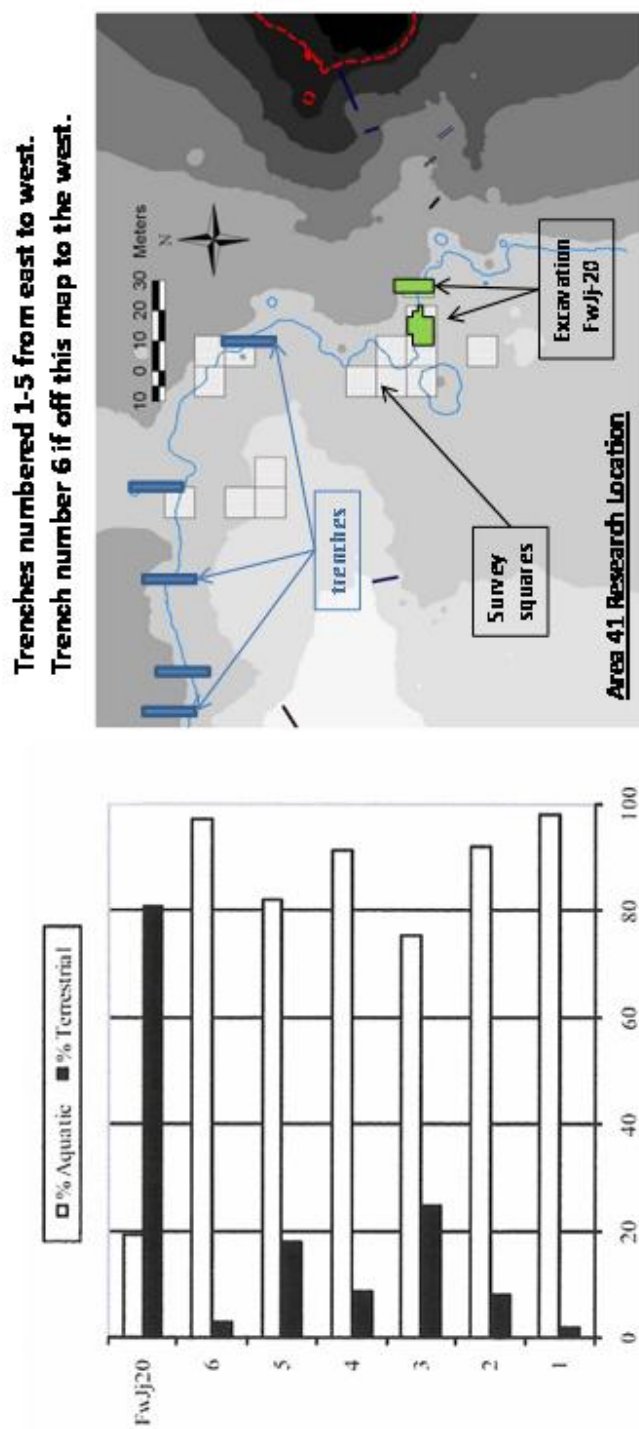 % Aquatic % Terrestrial
FwJj20
6
5
4
3
2
1
0 20 40 60 80 100
Trenches numbered 1-5 from east to west.
Trench number 6 if off this map to the west.
10 0 10 20 30
Meters
N
trenches
Survey
squares
Excavation
FwJj-20
Area 41 Research Location